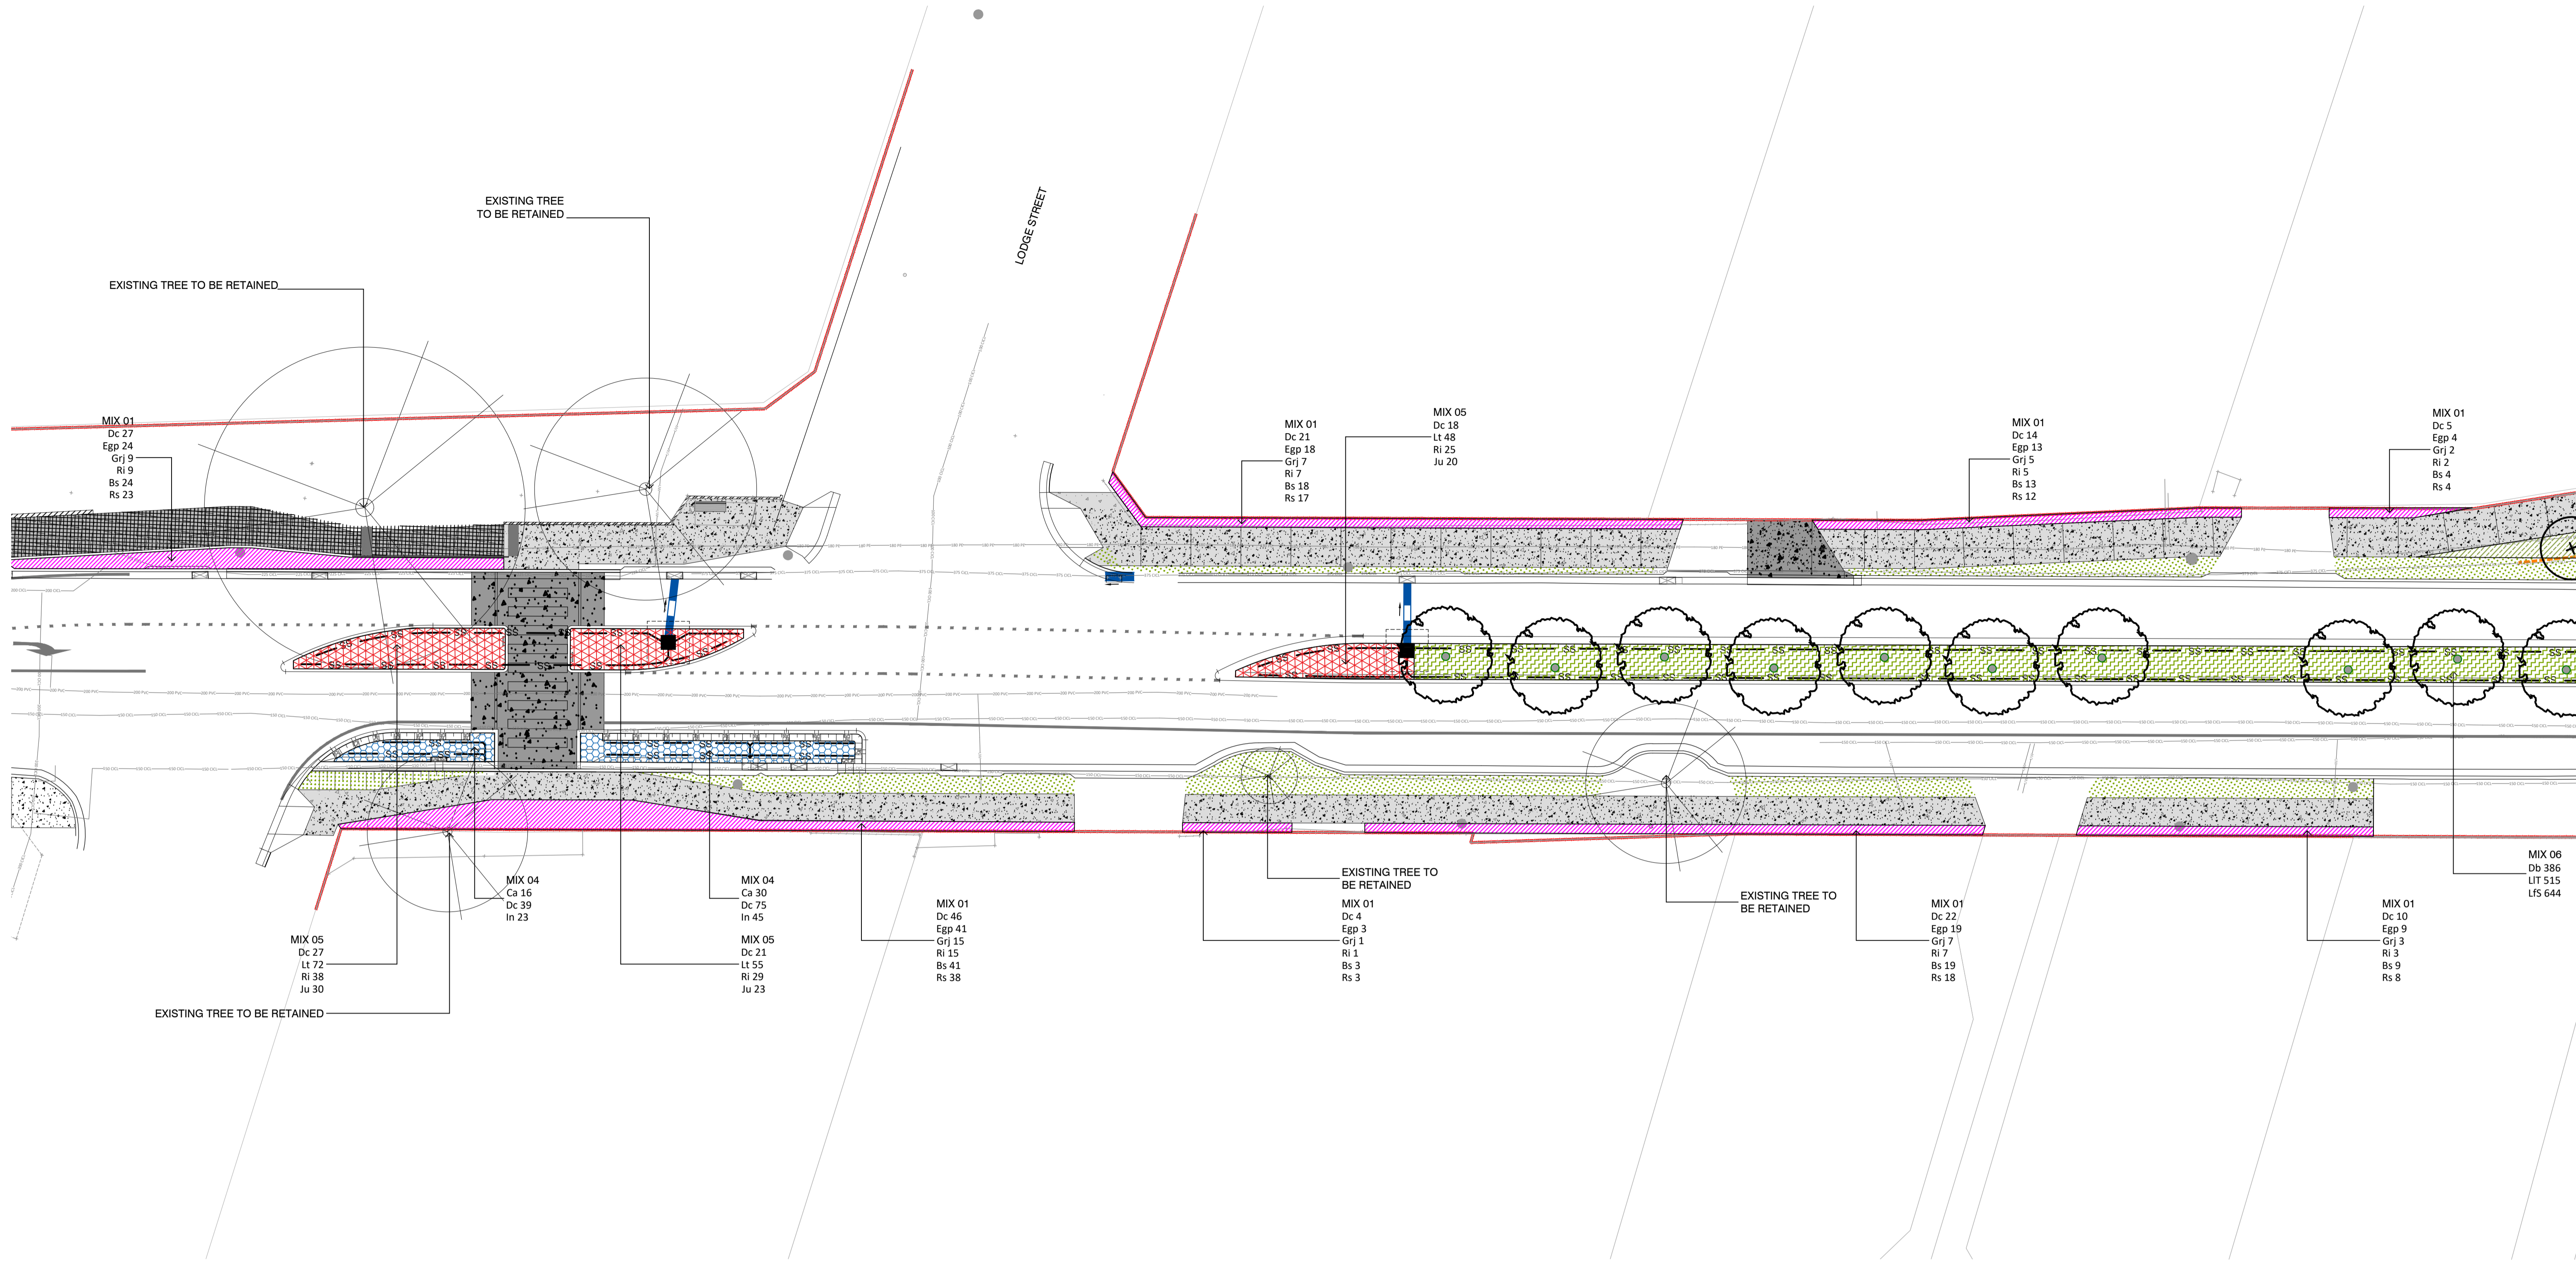 LODGE STREET
EXISTING TREE
TO BE RETAINED
EXISTING TREE TO BE RETAINED
MIX 01
Dc 27
Egp 24
Grj 9
Ri 9
Bs 24
Rs 23
MIX 01
Dc 21
Egp 18
Grj 7
Ri 7
Bs 18
Rs 17
MIX 05
Dc 18
Lt 48
Ri 25
Ju 20
MIX 01
Dc 14
Egp 13
Grj 5
Ri 5
Bs 13
Rs 12
MIX 01
Dc 5
Egp 4
Grj 2
Ri 2
Bs 4
Rs 4
MIX 05
Dc 27
Lt 72
Ri 38
Ju 30
EXISTING TREE TO BE RETAINED
MIX 04
Ca 16
Dc 39
In 23
MIX 04
Ca 30
Dc 75
In 45
MIX 05
Dc 21
Lt 55
Ri 29
Ju 23
MIX 01
Dc 46
Egp 41
Grj 15
Ri 15
Bs 41
Rs 38
EXISTING TREE TO
BE RETAINED
MIX 01
Dc 4
Egp 3
Grj 1
Ri 1
Bs 3
Rs 3
EXISTING TREE TO
BE RETAINED
MIX 01
Dc 22
Egp 19
Grj 7
Ri 7
Bs 19
Rs 18
MIX 01
Dc 10
Egp 9
Grj 3
Ri 3
Bs 9
Rs 8
MIX 06
Db 386
LlT 515
LfS 644